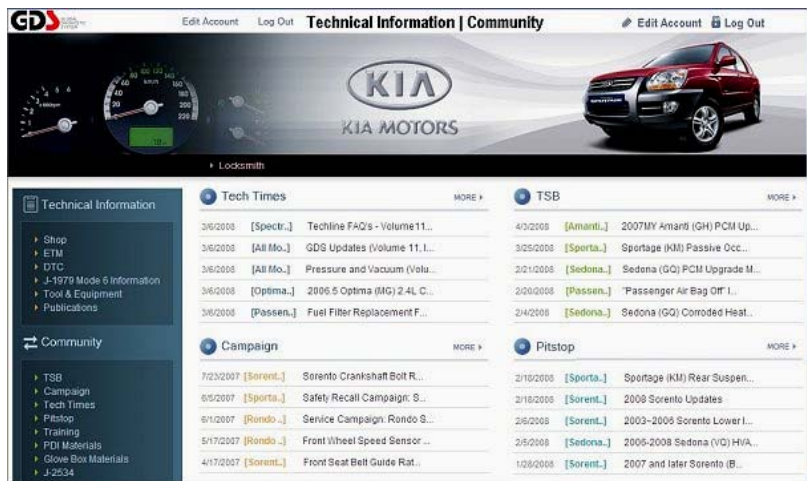 GDS
Edit Account Log Out Technical Information | Community Edit Account Log Out
KIA
KIA MOTORS
Locksmith
Technical Information
Shop
ETM
DTC
J-1979 Mode 6 Information
Tool & Equipment
Publications
Community
TSB
Campaign
Tech Times
Pitstop
Training
PDI Materials
Glove Box Materials
J-2534
Tech Times MORE
3/6/2008 [Spectr..] Techline FAQ's - Volume11...
3/6/2008 [All Mo..] GDS Updates (Volume 11, I...
3/6/2008 [All Mo..] Pressure and Vacuum (Volu...
3/6/2008 [Optima..] 2006.5 Optima (MG) 2.4L C...
3/6/2008 [Passen..] Fuel Filter Replacement F...
TSB MORE
4/3/2008 [Amanti..] 2007MY Amanti (GH) PCM Up...
3/25/2008 [Sporta..] Sportage (KM) Passive Occ...
2/21/2008 [Sedona..] Sedona (GQ) PCM Upgrade M...
2/20/2008 [Passen..] "Passenger Air Bag Off" I...
2/4/2008 [Sedona..] Sedona (GQ) Corroded Heat...
Campaign MORE
7/23/2007 [Sorent..] Sorento Crankshaft Bolt R...
6/5/2007 [Sporta..] Safety Recall Campaign: S...
6/1/2007 [Rondo ..] Service Campaign: Rondo S...
5/17/2007 [Rondo ..] Front Wheel Speed Sensor ...
4/17/2007 [Sorent..] Front Seat Belt Guide Rat...
Pitstop MORE
2/18/2008 [Sporta..] Sportage (KM) Rear Suspen...
2/18/2008 [Sorent..] 2008 Sorento Updates
2/6/2008 [Sorent..] 2003~2006 Sorento Lower I...
2/5/2008 [Sedona..] 2006-2008 Sedona (VQ) HVA...
1/28/2008 [Sorent..] 2007 and later Sorento (B...